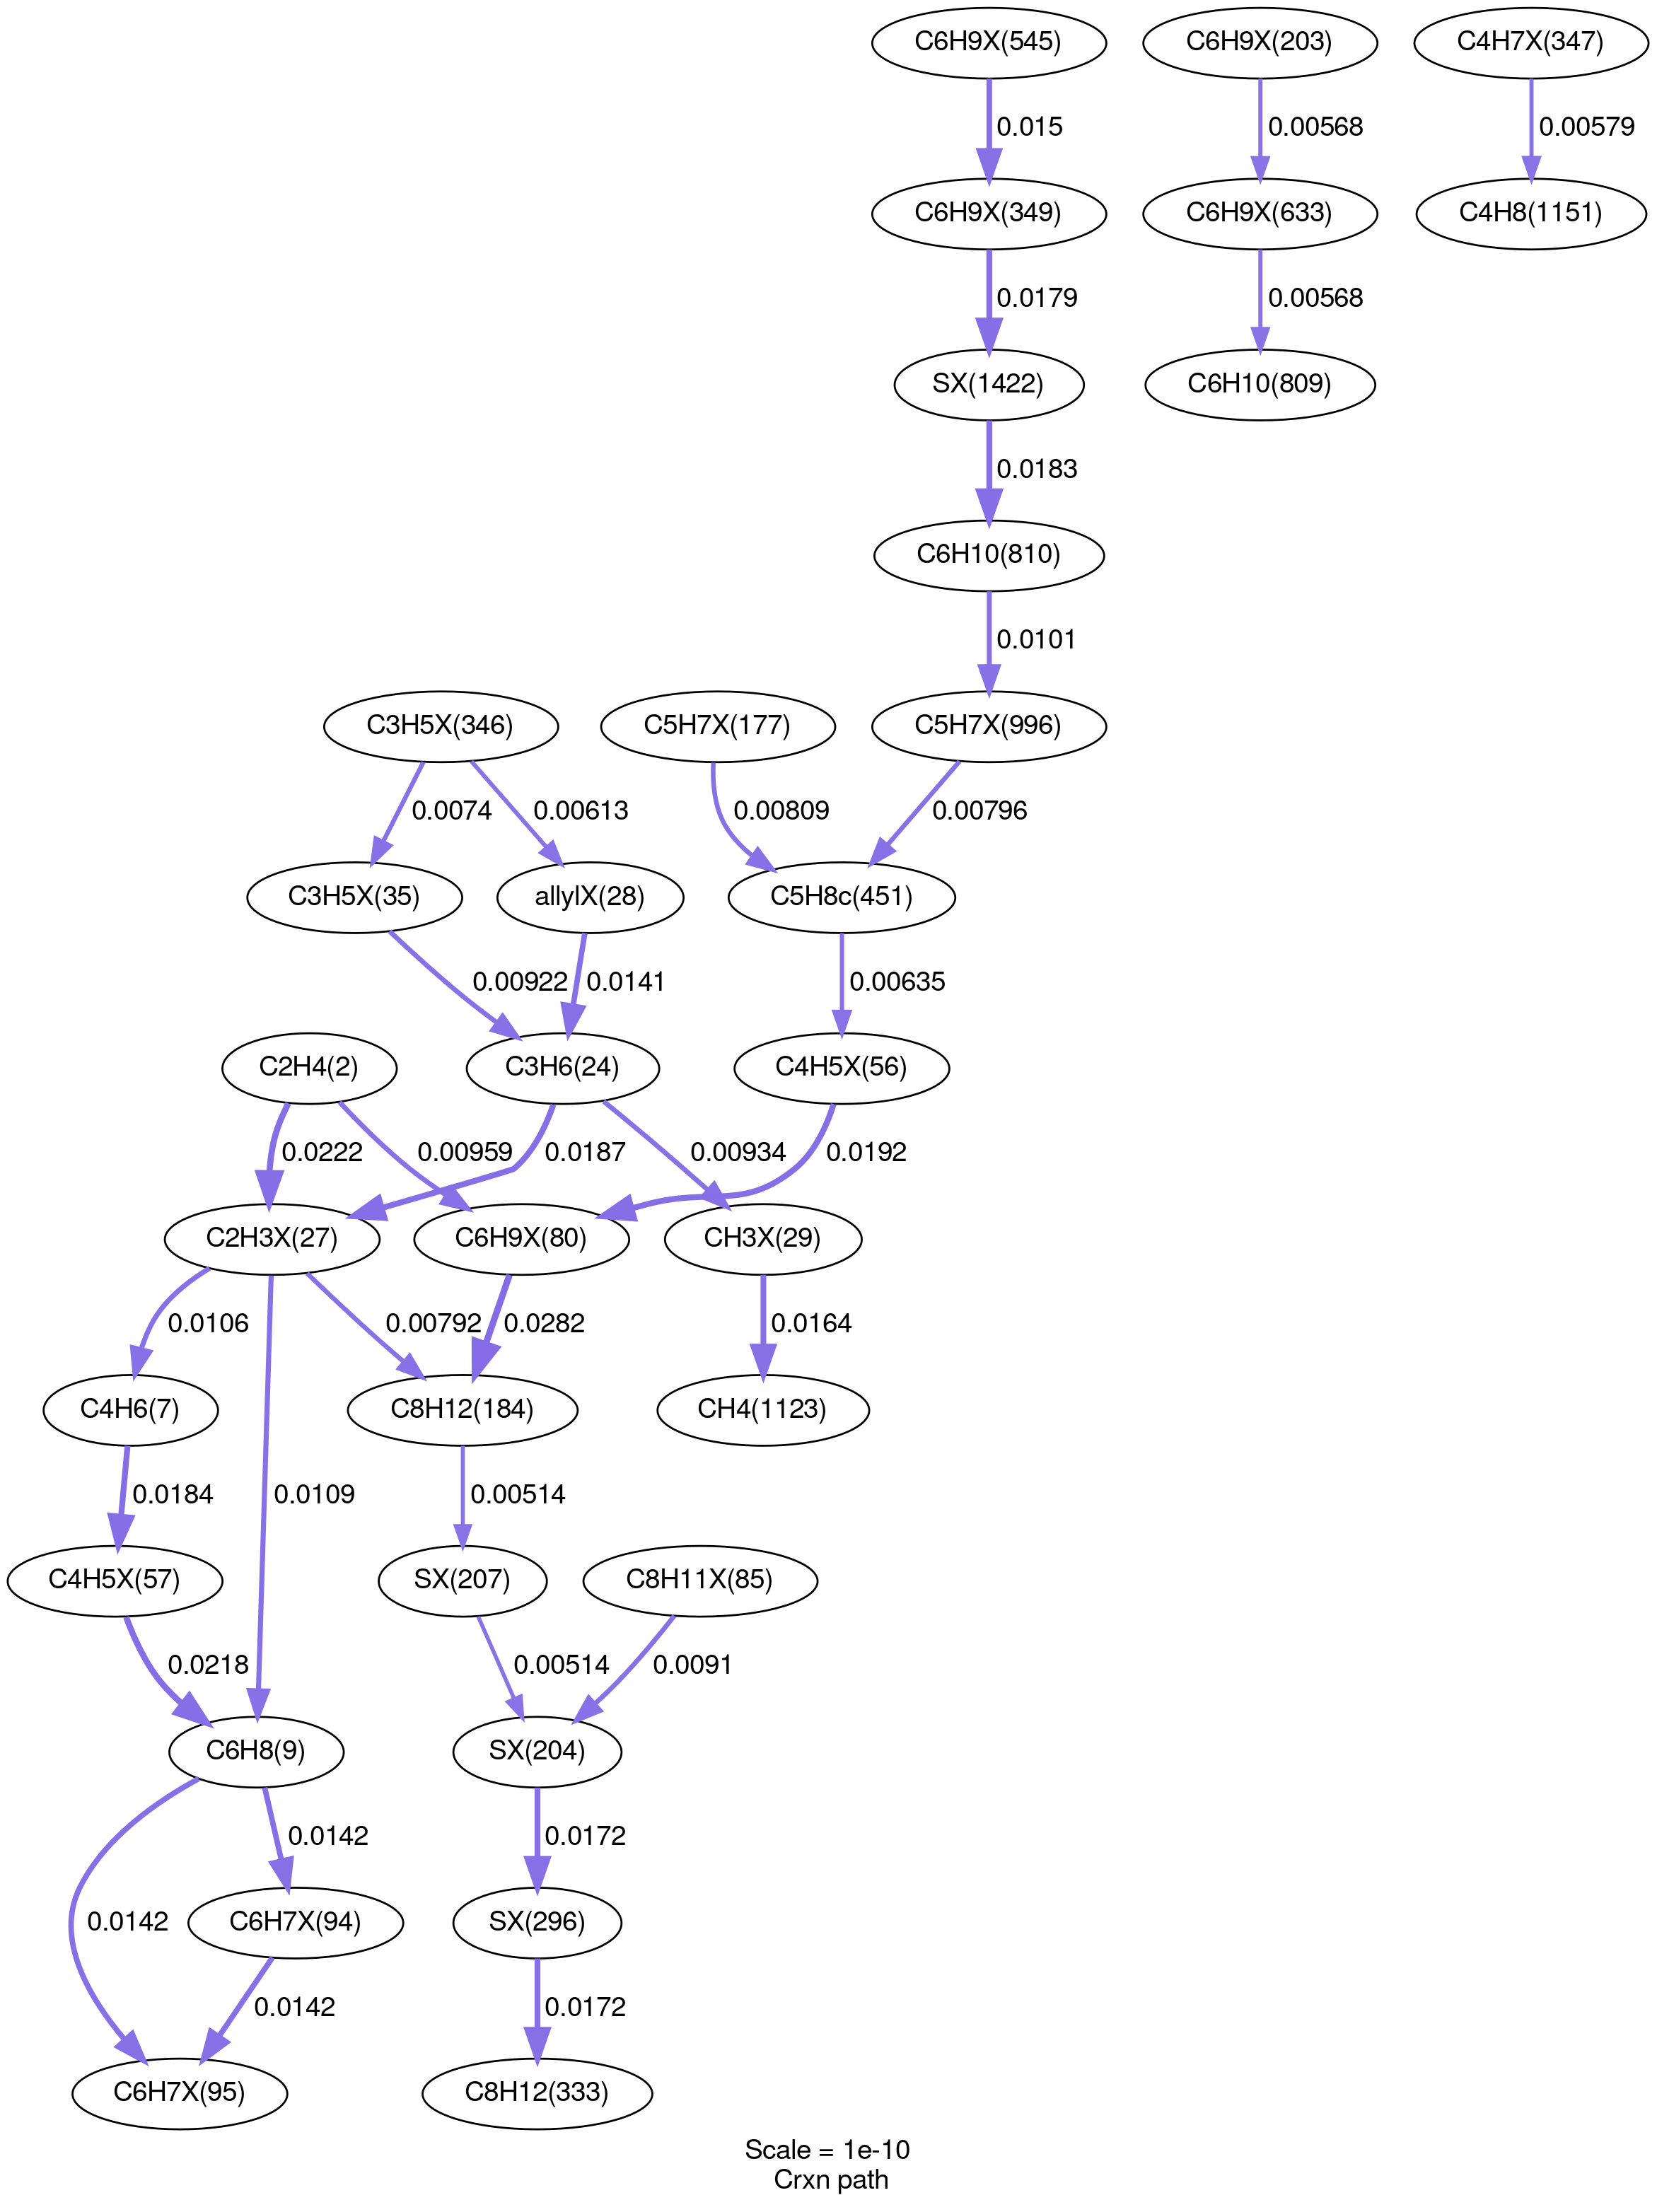 C6H9X(545)
C6H9X(203)
C4H7X(347)
0.015
0.00568
0.00579
C6H9X(349)
C6H9X(633)
C4H8(1151)
0.0179
0.00568
SX(1422)
C6H10(809)
0.0183
C6H10(810)
0.0101
C3H5X(346)
C5H7X(177)
C5H7X(996)
0.0074
0.00613
0.00809
0.00796
C3H5X(35)
allylX(28)
C5H8c(451)
0.00922
0.0141
0.00635
C2H4(2)
C3H6(24)
C4H5X(56)
0.0222
0.00959
0.0187
0.00934
0.0192
C2H3X(27)
C6H9X(80)
CH3X(29)
0.0106
0.00792
0.0282
0.0164
C4H6(7)
C8H12(184)
CH4(1123)
0.0184
0.0109
0.00514
C4H5X(57)
SX(207)
C8H11X(85)
0.0218
0.00514
0.0091
C6H8(9)
SX(204)
0.0142
0.0172
0.0142
C6H7X(94)
SX(296)
0.0142
0.0172
C6H7X(95)
C8H12(333)
Scale = 1e-10
Crxn path